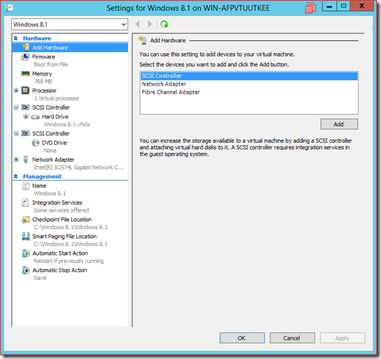 Settings for Windows 8.1 on WIN-AFPVTUUTKEE
Windows 8.1
Hardware
Add Hardware
Firmware
Boot from File
Memory
768 MB
Processor
1 Virtual processor
SCSI Controller
Hard Drive
Windows 8.1.vhdx
SCSI Controller
DVD Drive
None
Network Adapter
Intel(R) 82574L Gigabit Network C...
Management
Name
Windows 8.1
Integration Services
Some services offered
Checkpoint File Location
C:\Windows 8.1\Windows 8.1
Smart Paging File Location
C:\Windows 8.1\Windows 8.1
Automatic Start Action
Restart if previously running
Automatic Stop Action
Save
Add Hardware
You can use this setting to add devices to your virtual machine.
Select the devices you want to add and click the Add button.
SCSI Controller
Network Adapter
Fibre Channel Adapter
Add
You can increase the storage available to a virtual machine by adding a SCSI controller
and attaching virtual hard disks to it. A SCSI controller requires integration services in
the guest operating system.
OK
Cancel
Apply